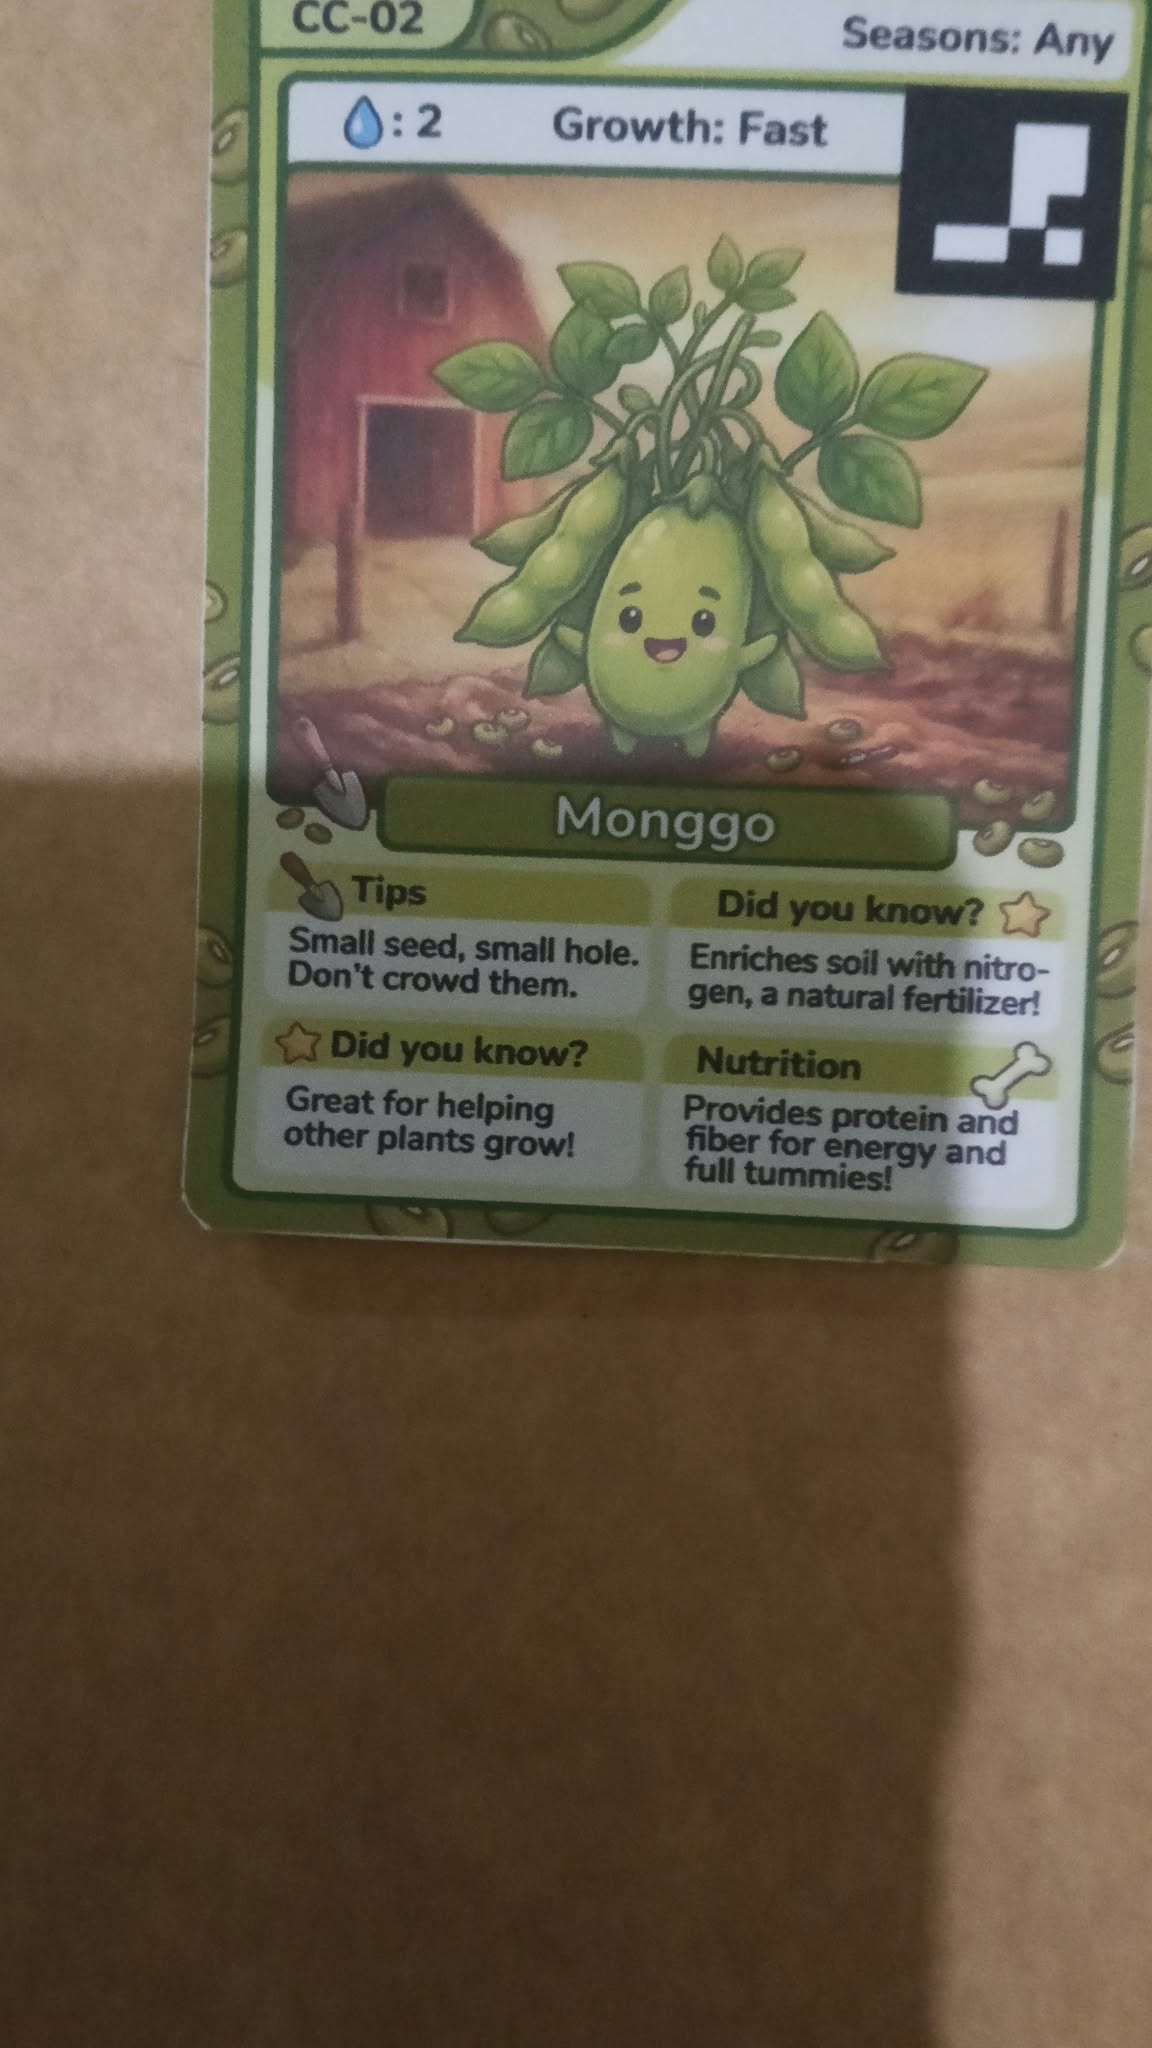 CC-02
Seasons: Any
: 2
Growth: Fast
Monggo
Tips
Small seed, small hole.
Don't crowd them.
Did you know?
Enriches soil with nitro-
gen, a natural fertilizer!
Did you know?
Great for helping
other plants grow!
Nutrition
Provides protein and
fiber for energy and
full tummies!